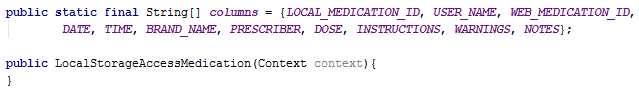 public static final String[] columns = {LOCAL_MEDICATION_ID, USER_NAME, WEB_MEDICATION_ID,
DATE, TIME, BRAND_NAME, PRESCRIBER, DOSE, INSTRUCTIONS, WARNINGS, NOTES};
public LocalStorageAccessMedication(Context context){
}